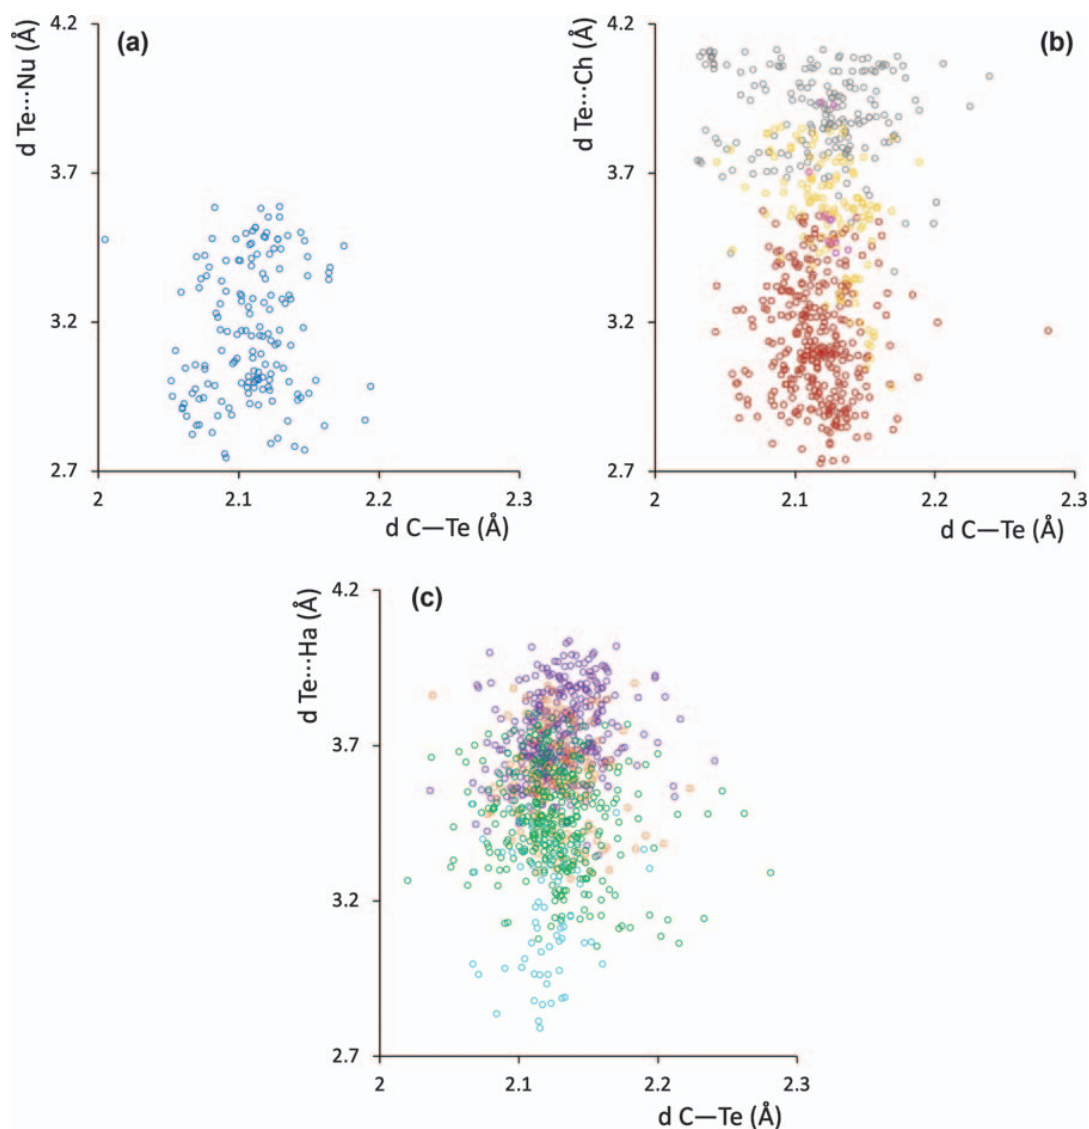 4.2
(a)
d Te···Nu (Å)
3.7
3.2
2.7
2
2.1
2.2
2.3
d C—Te (Å)
4.2
(b)
d Te···Ch (Å)
3.7
3.2
2.7
2
2.1
2.2
2.3
d C—Te (Å)
4.2
(c)
d Te···Ha (Å)
3.7
3.2
2.7
2
2.1
2.2
2.3
d C—Te (Å)